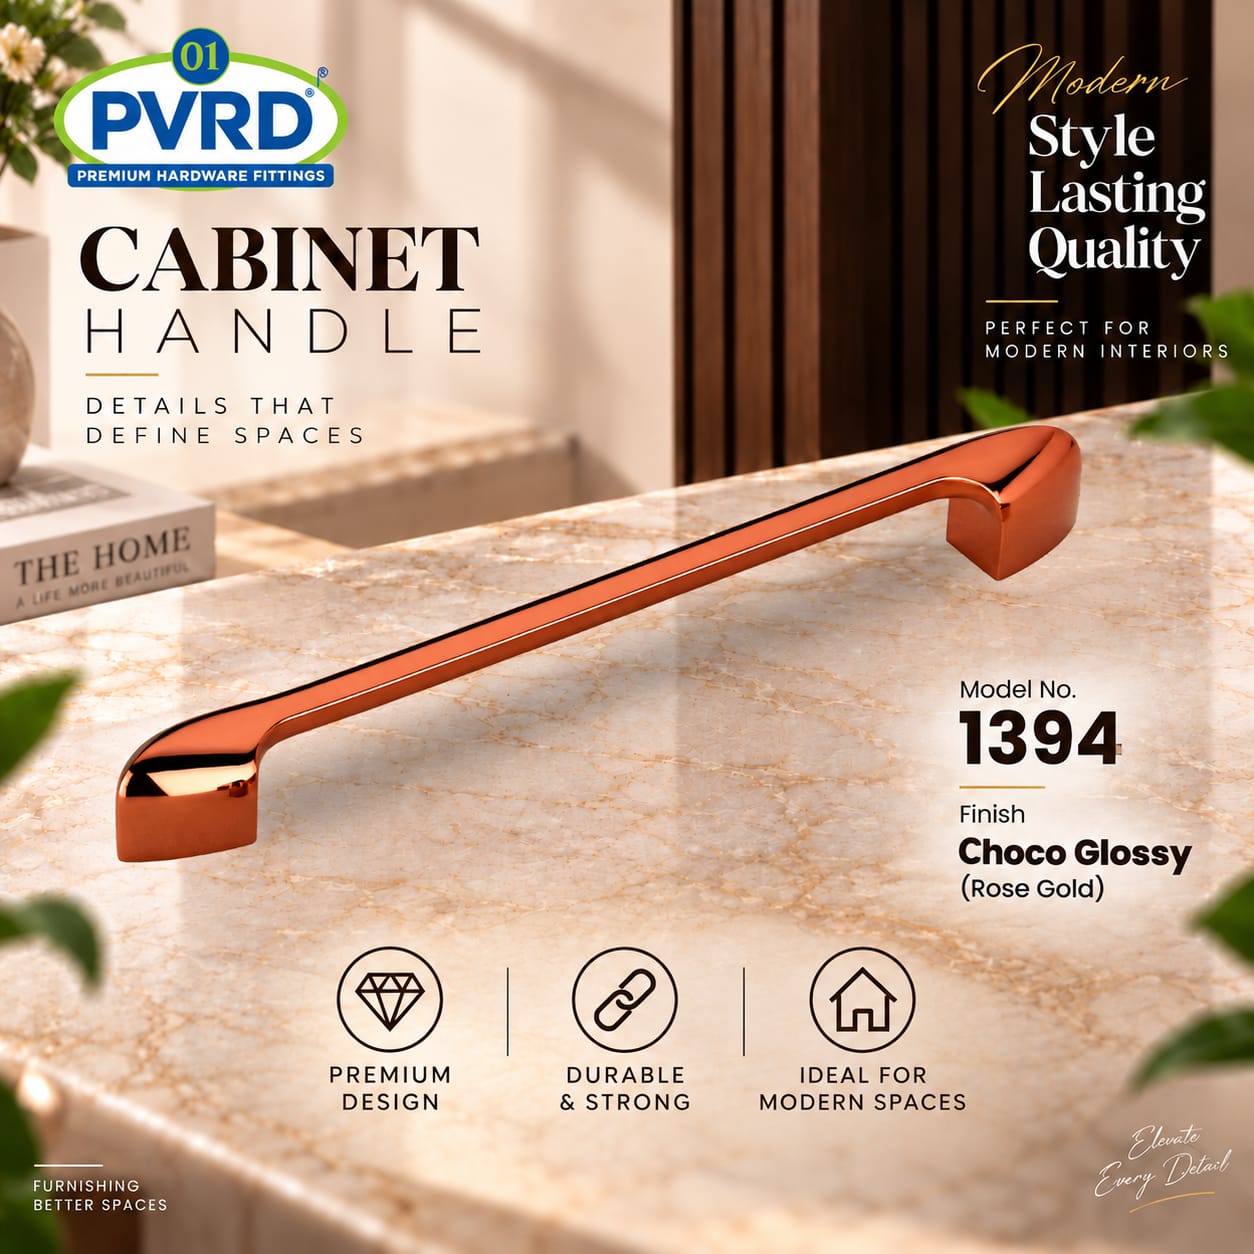 01
PVRD®
®
PREMIUM HARDWARE FITTINGS
CABINET
HANDLE
DETAILS THAT
DEFINE SPACES
Modern
Style
Lasting
Quality
PERFECT FOR
MODERN INTERIORS
THE HOME
A LIFE MORE BEAUTIFUL
Model No.
1394
Finish
Choco Glossy
(Rose Gold)
PREMIUM
DESIGN
DURABLE
& STRONG
IDEAL FOR
MODERN SPACES
FURNISHING
BETTER SPACES
Elevate
Every Detail